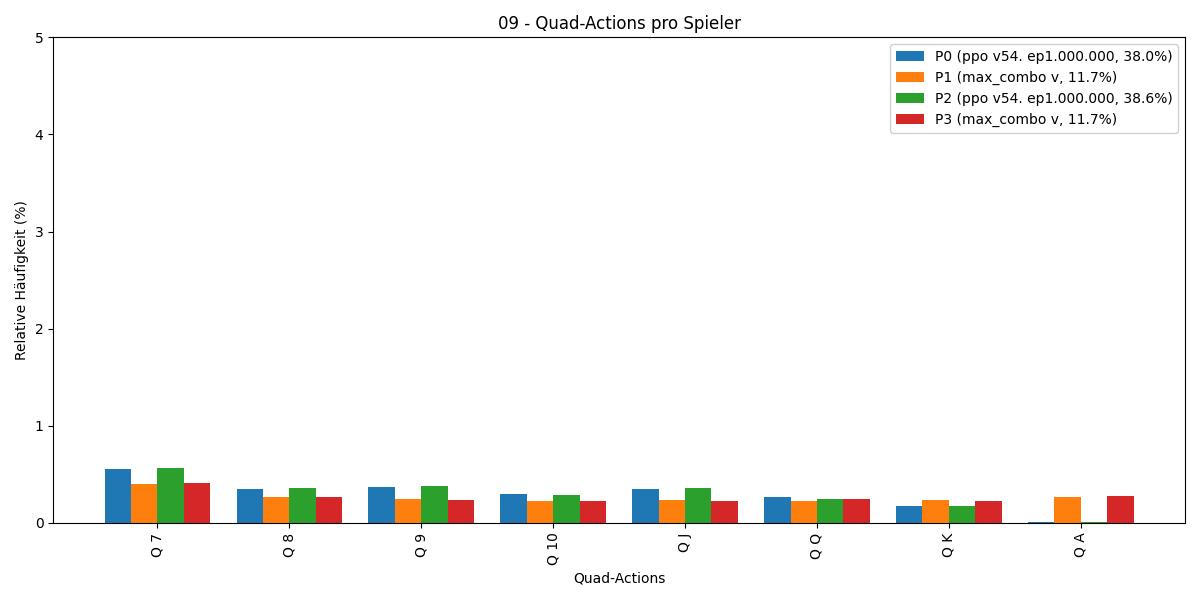 09 - Quad-Actions pro Spieler
P0 (ppo v54. ep1.000.000, 38.0%)
P1 (max_combo v, 11.7%)
P2 (ppo v54. ep1.000.000, 38.6%)
P3 (max_combo v, 11.7%)
Relative Häufigkeit (%)
5
4
3
2
1
0
Q 7
Q 8
Q 9
Q 10
Q J
Q Q
Q K
Q A
Quad-Actions